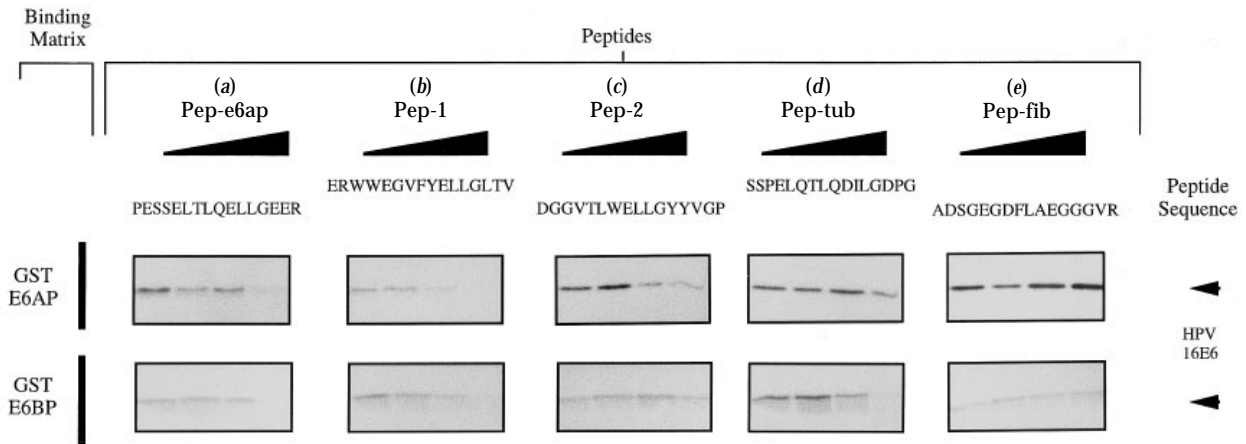 Binding
Matrix
Peptides
(a)
Pep-e6ap
(b)
Pep-1
(c)
Pep-2
(d)
Pep-tub
(e)
Pep-fib
ERWWEGVFYELLGLTV
SSPELQTLQDILGDPG
PESSELTLQELLGEER
DGGVTLWELLGYYVGP
ADSGEGDFLAEGGGVR
Peptide
Sequence
GST
E6AP
HPV
16E6
GST
E6BP